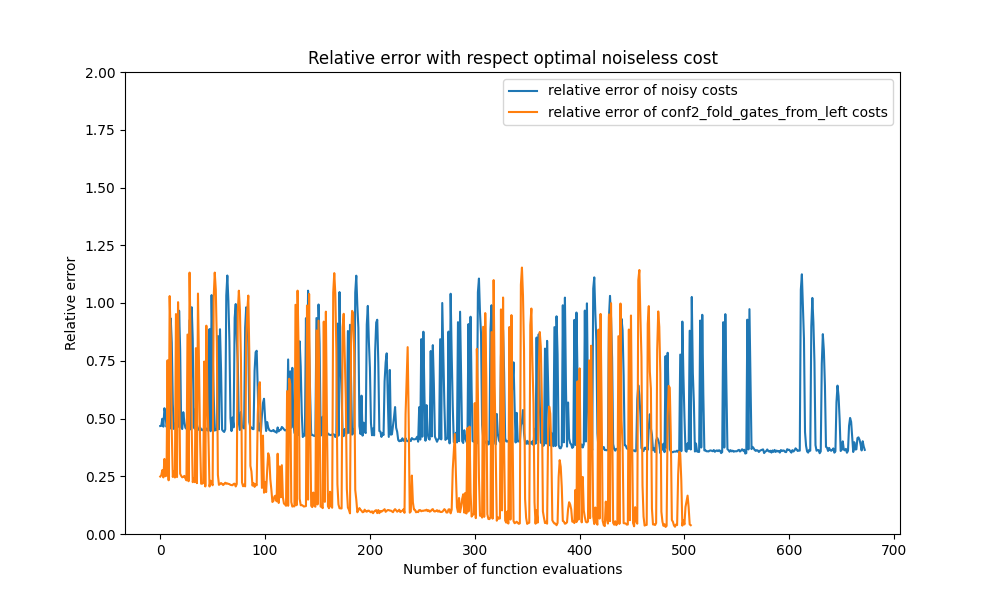 Relative error with respect optimal noiseless cost
relative error of noisy costs
relative error of conf2_fold_gates_from_left costs
2.00
1.75
1.50
1.25
1.00
0.75
0.50
0.25
0.00
Relative error
0 100 200 300 400 500 600 700
Number of function evaluations